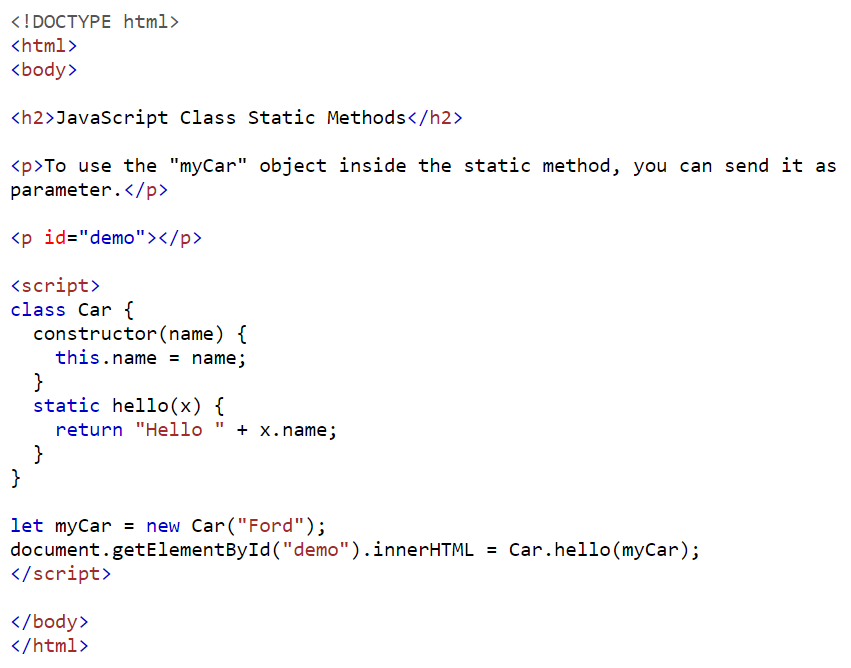 <!DOCTYPE html>
<html>
<body>
<h2>JavaScript Class Static Methods</h2>
<p>To use the "myCar" object inside the static method, you can send it as
parameter.</p>
<p id="demo"></p>
<script>
class Car {
  constructor(name) {
    this.name = name;
  }
  static hello(x) {
    return "Hello " + x.name;
  }
}
let myCar = new Car("Ford");
document.getElementById("demo").innerHTML = Car.hello(myCar);
</script>
</body>
</html>